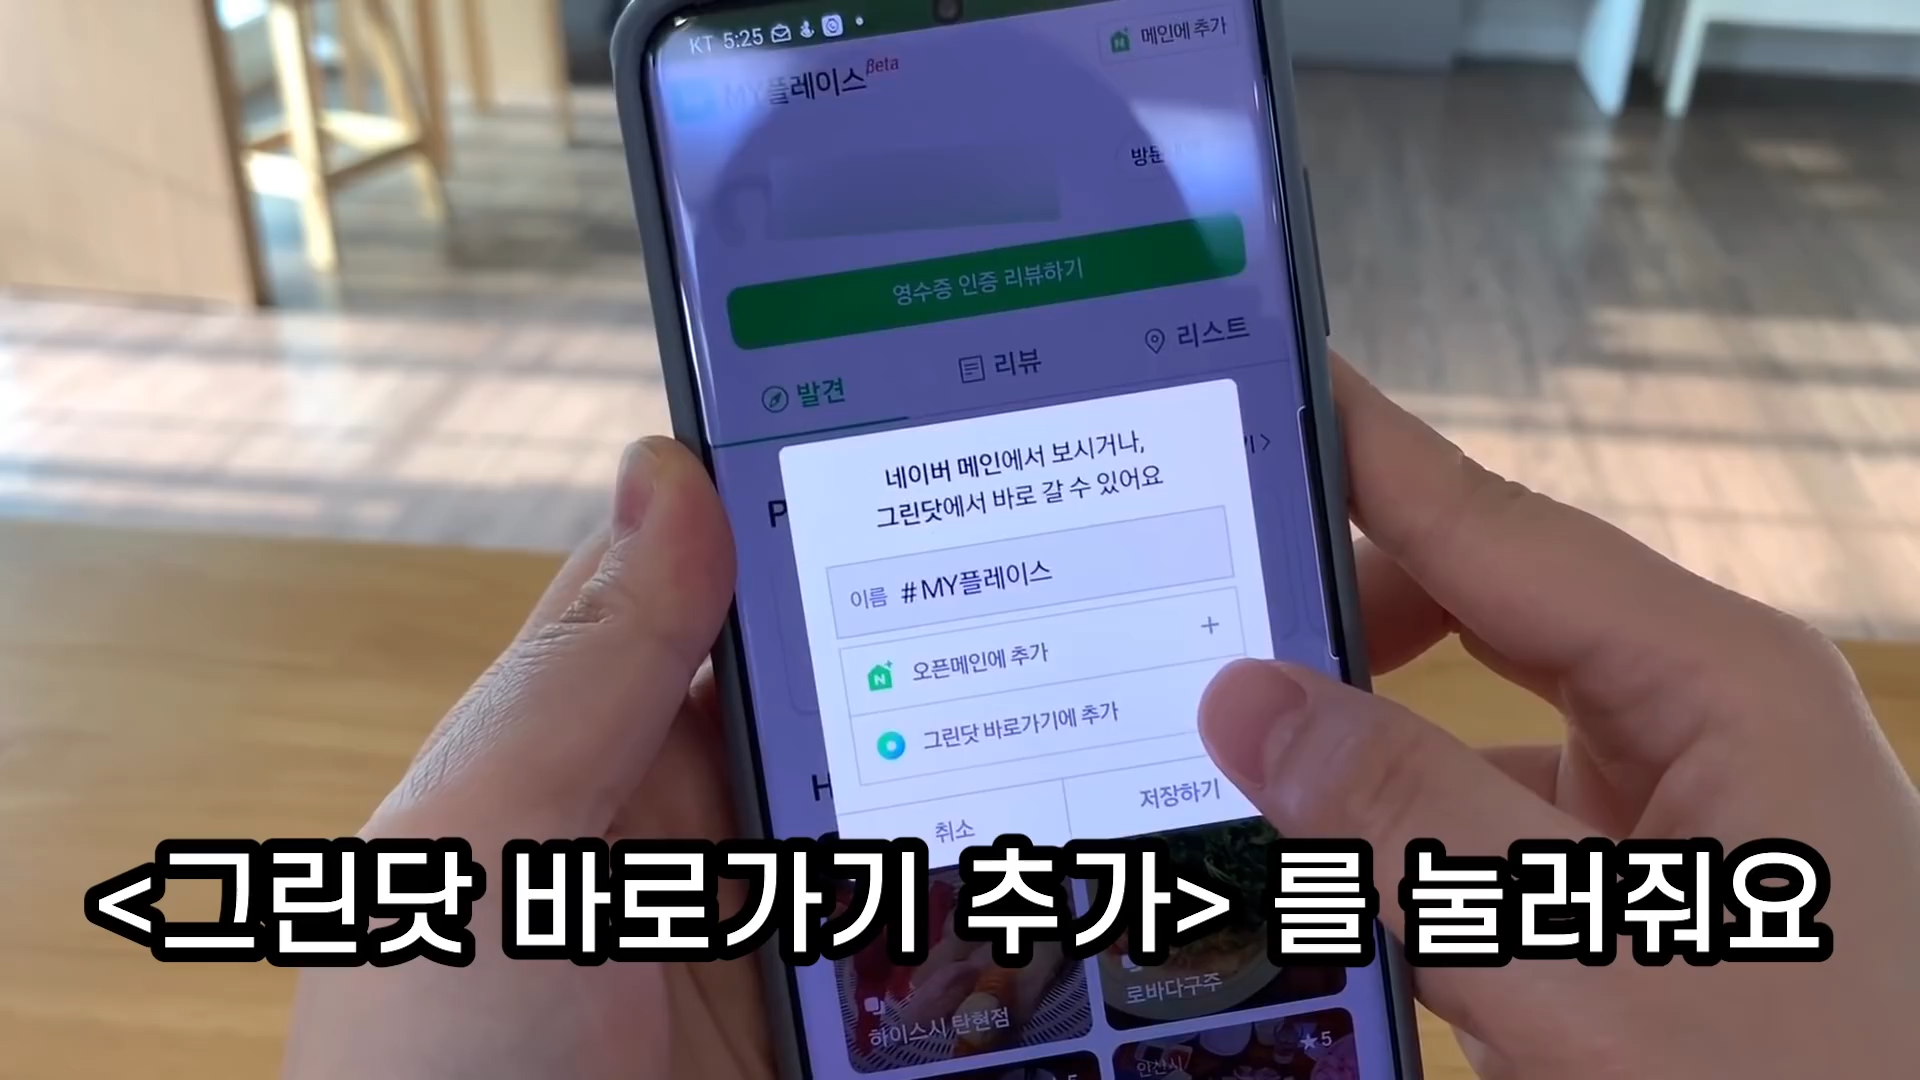 KT 5:25
메인에 추가
MY플레이스 Beta
영수증 인증 리뷰하기
발견
리뷰
리스트
네이버 메인에서 보시거나,
그린닷에서 바로 갈 수 있어요
이름 #MY플레이스
오픈메인에 추가 +
그린닷 바로가기에 추가
취소
저장하기
<그린닷 바로가기 추가> 를 눌러줘요
로바다구주
하이스시 탄현점
★5
안산시